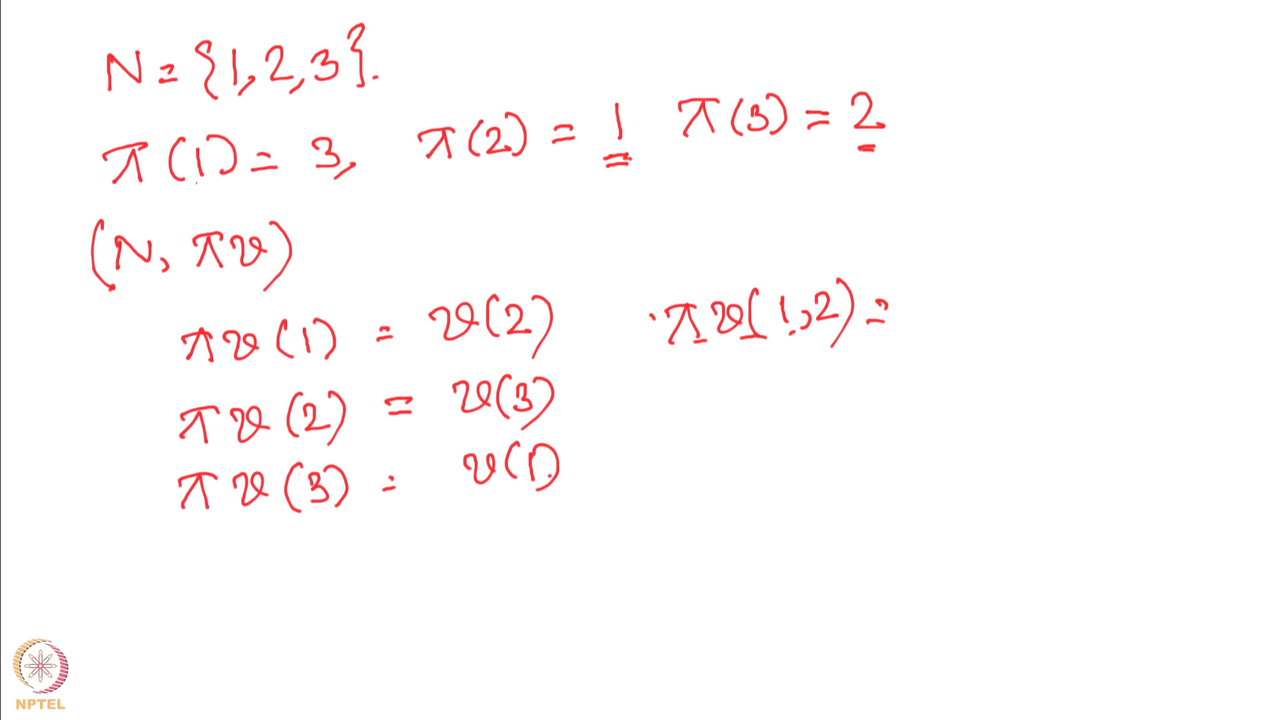 N = {1, 2, 3}.
π(1) = 3, π(2) = 1 π(3) = 2
(N, πv)
πv(1) = v(2) πv(1, 2) =
πv(2) = v(3)
πv(3) = v(1)
NPTEL